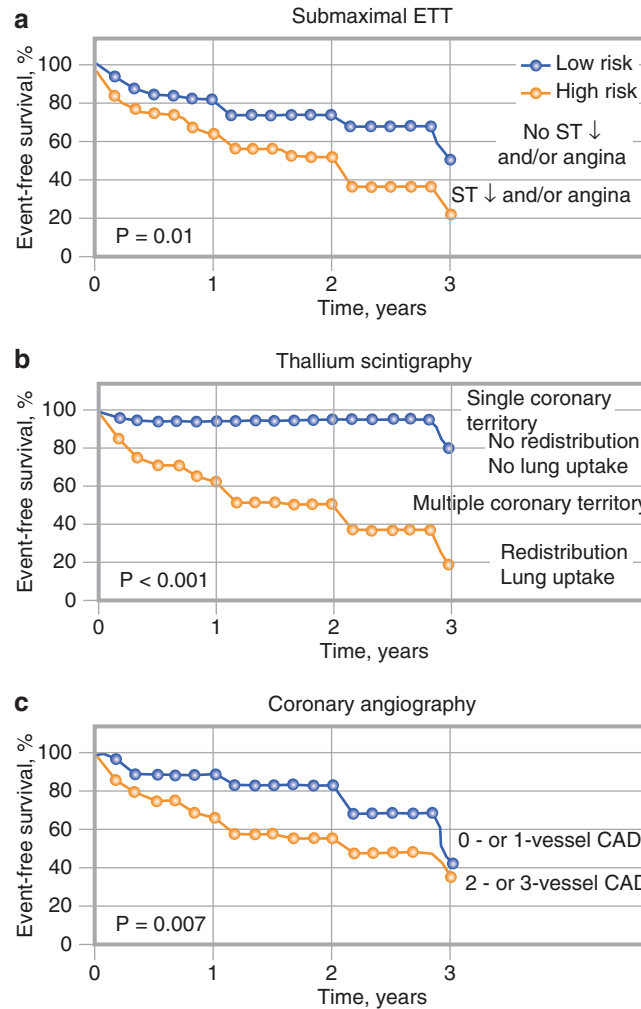 a
Submaximal ETT
Event-free survival, %
100
80
60
40
20
0
Low risk
High risk
No ST ↓
and/or angina
ST ↓ and/or angina
P = 0.01
0
1
2
3
Time, years
b
Thallium scintigraphy
Event-free survival, %
100
80
60
40
20
0
Single coronary
territory
No redistribution
No lung uptake
Multiple coronary territory
Redistribution
Lung uptake
P < 0.001
0
1
2
3
Time, years
c
Coronary angiography
Event-free survival, %
100
80
60
40
20
0
0 - or 1-vessel CAD
2 - or 3-vessel CAD
P = 0.007
0
1
2
3
Time, years